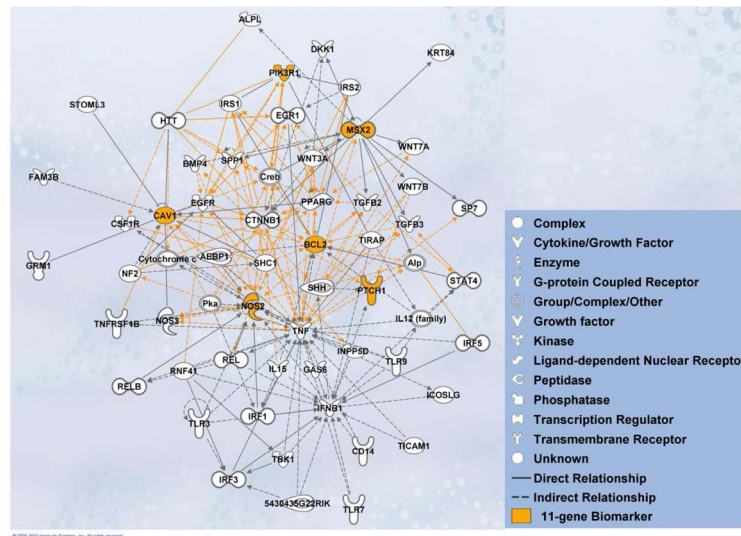 ALPL
DKK1
KRT84
PIK3R1
IRS1
IRS2
STOML3
HTT
EGR1
MSX2
WNT7A
BMP4
SPP1
WNT3A
FAM3B
Creb
WNT7B
EGFR
PPARG
TGFB2
SP7
CAV1
CSF1R
CTNNB1
TGFB3
BCL2
TIRAP
GRM1
Cytochrome c
AEBP1
SHC1
Alp
NF2
STAT4
SHH
PTCH1
Pka
NOS2
TNFRSF1B
NOS3
TNF
IL12 (family)
IRF5
REL
INPP5D
TLR9
RNF41
IL15
GAS6
RELB
ICOSLG
TLR3
IRF1
IFNB1
TBK1
CD14
TICAM1
IRF3
5430435G22RIK
TLR7
Complex
Cytokine/Growth Factor
Enzyme
G-protein Coupled Receptor
Group/Complex/Other
Growth factor
Kinase
Ligand-dependent Nuclear Recepto
Peptidase
Phosphatase
Transcription Regulator
Transmembrane Receptor
Unknown
Direct Relationship
Indirect Relationship
11-gene Biomarker